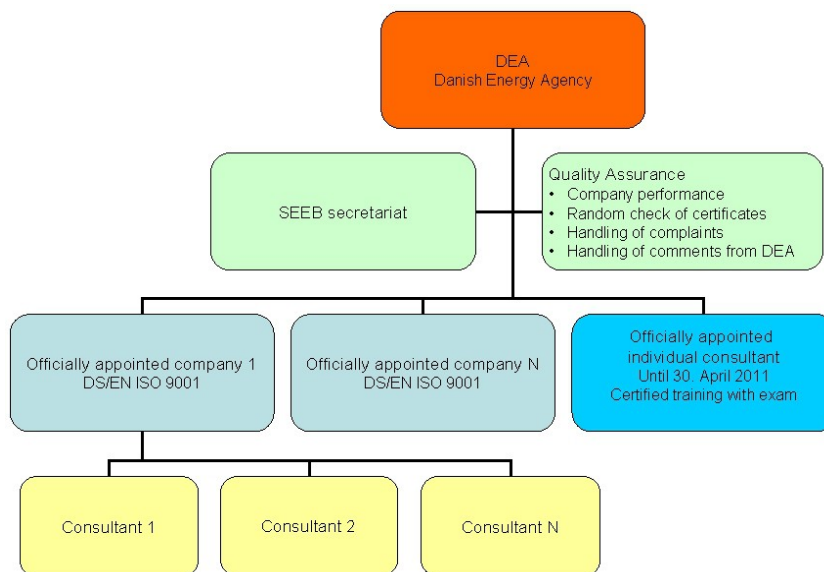 DEA
Danish Energy Agency
SEEB secretariat
Quality Assurance
• Company performance
• Random check of certificates
• Handling of complaints
• Handling of comments from DEA
Officially appointed company 1
DS/EN ISO 9001
Officially appointed company N
DS/EN ISO 9001
Officially appointed
individual consultant
Until 30. April 2011
Certified training with exam
Consultant 1
Consultant 2
Consultant N